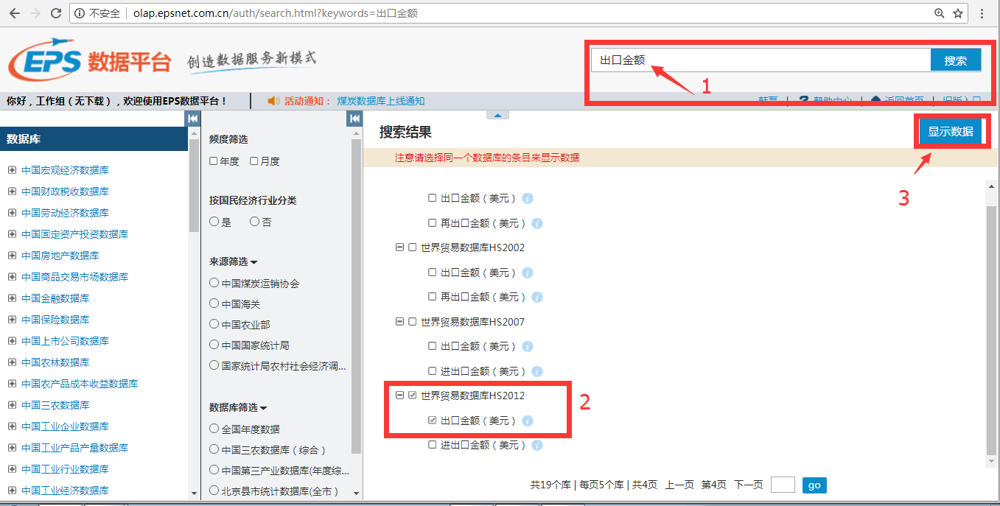 不安全 olap.epsnet.com.cn/auth/search.html?keywords=出口金额
EPS 数据平台 创造数据服务新模式
出口金额 搜索
1
你好，工作组（无下载），欢迎使用EPS数据平台！ 活动通知： 煤炭数据库上线通知 韩磊 | 帮助中心 | 返回首页 | 旧版入口
数据库
中国宏观经济数据库
中国财政税收数据库
中国劳动经济数据库
中国固定资产投资数据库
中国房地产数据库
中国商品交易市场数据库
中国金融数据库
中国保险数据库
中国上市公司数据库
中国农林数据库
中国农产品成本收益数据库
中国三农数据库
中国工业企业数据库
中国工业产品产量数据库
中国工业行业数据库
中国工业经济数据库
频度筛选
年度 月度
按国民经济行业分类
是 否
来源筛选
中国煤炭运销协会
中国海关
中国农业部
中国国家统计局
国家统计局农村社会经济调...
数据库筛选
全国年度数据
中国三农数据库（综合）
中国第三产业数据库(年度综...
北京县市统计数据库(全市)
搜索结果 显示数据
注意请选择同一个数据库的条目来显示数据
3
出口金额（美元）
再出口金额（美元）
世界贸易数据库HS2002
出口金额（美元）
再出口金额（美元）
世界贸易数据库HS2007
出口金额（美元）
进出口金额（美元）
世界贸易数据库HS2012
2
出口金额（美元）
进出口金额（美元）
共19个库 | 每页5个库 | 共4页 上一页 第4页 下一页 go